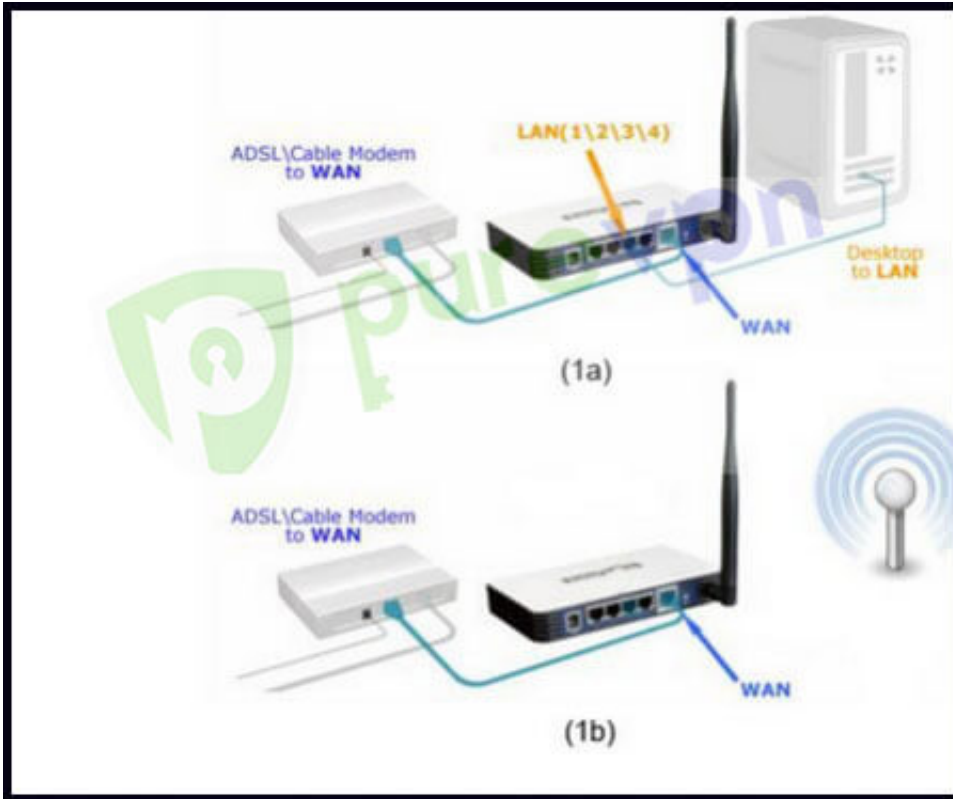 LAN(1\2\3\4)
ADSL\Cable Modem
to WAN
purevpn
Desktop
to LAN
WAN
(1a)
ADSL\Cable Modem
to WAN
WAN
(1b)